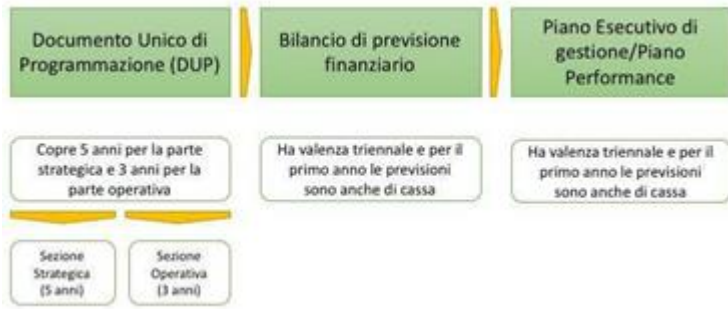 Documento Unico di
Programmazione (DUP)
Bilancio di previsione
finanziario
Piano Esecutivo di
gestione/Piano
Performance
Copre 5 anni per la parte
strategica e 3 anni per la
parte operativa
Ha valenza triennale e per il
primo anno le previsioni
sono anche di cassa
Ha valenza triennale e per il
primo anno le previsioni
sono anche di cassa
Sezione
Strategica
(5 anni)
Sezione
Operativa
(3 anni)